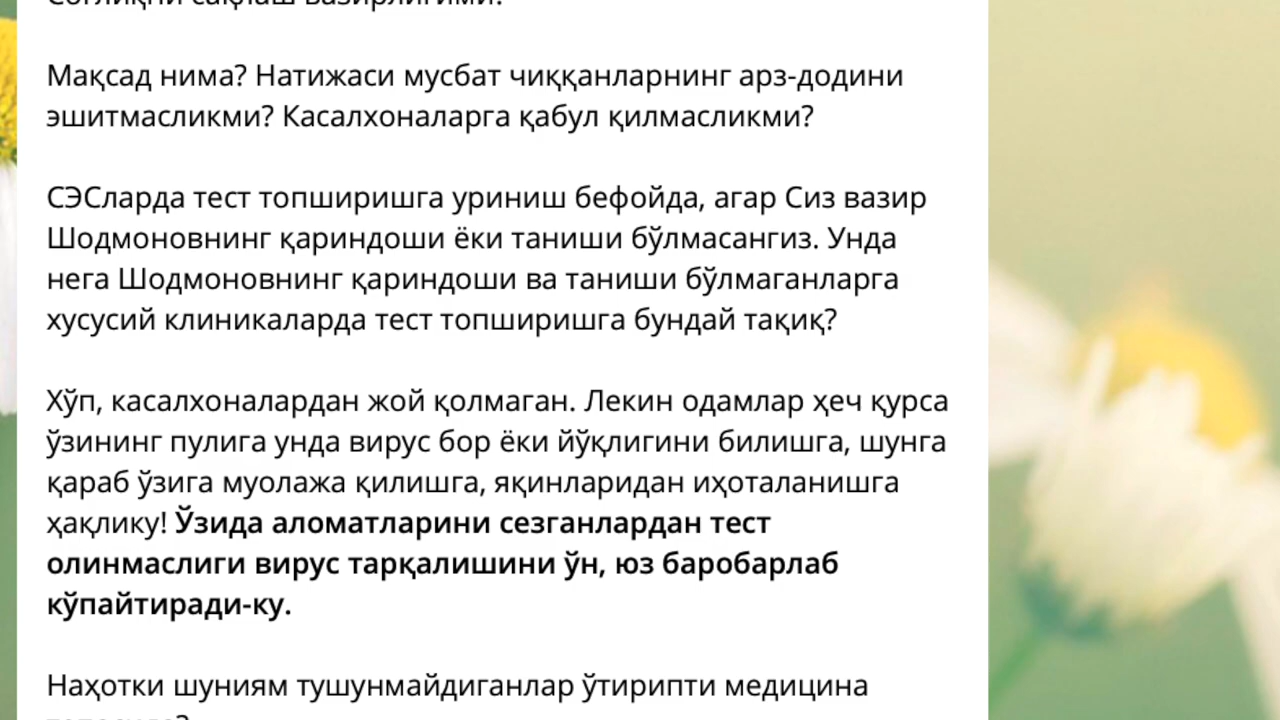 Мақсад нима? Натижаси мусбат чиққанларнинг арз-додини
эшитмасликми? Касалхоналарга қабул қилмасликми?
СЭСларда тест топширишга уриниш бефойда, агар Сиз вазир
Шодмоновнинг қариндоши ёки таниши бўлмасангиз. Унда
нега Шодмоновнинг қариндоши ва таниши бўлмаганларга
хусусий клиникаларда тест топширишга бундай тақиқ?
Хўп, касалхоналардан жой қолмаган. Лекин одамлар ҳеч қурса
ўзининг пулига унда вирус бор ёки йўқлигини билишга, шунга
қараб ўзига муолажа қилишга, яқинларидан иҳоталанишга
ҳақлику! Ўзида аломатларини сезганлардан тест
олинмаслиги вирус тарқалишини ўн, юз баробарлаб
кўпайтиради-ку.
Наҳотки шуниям тушунмайдиганлар ўтирипти медицина